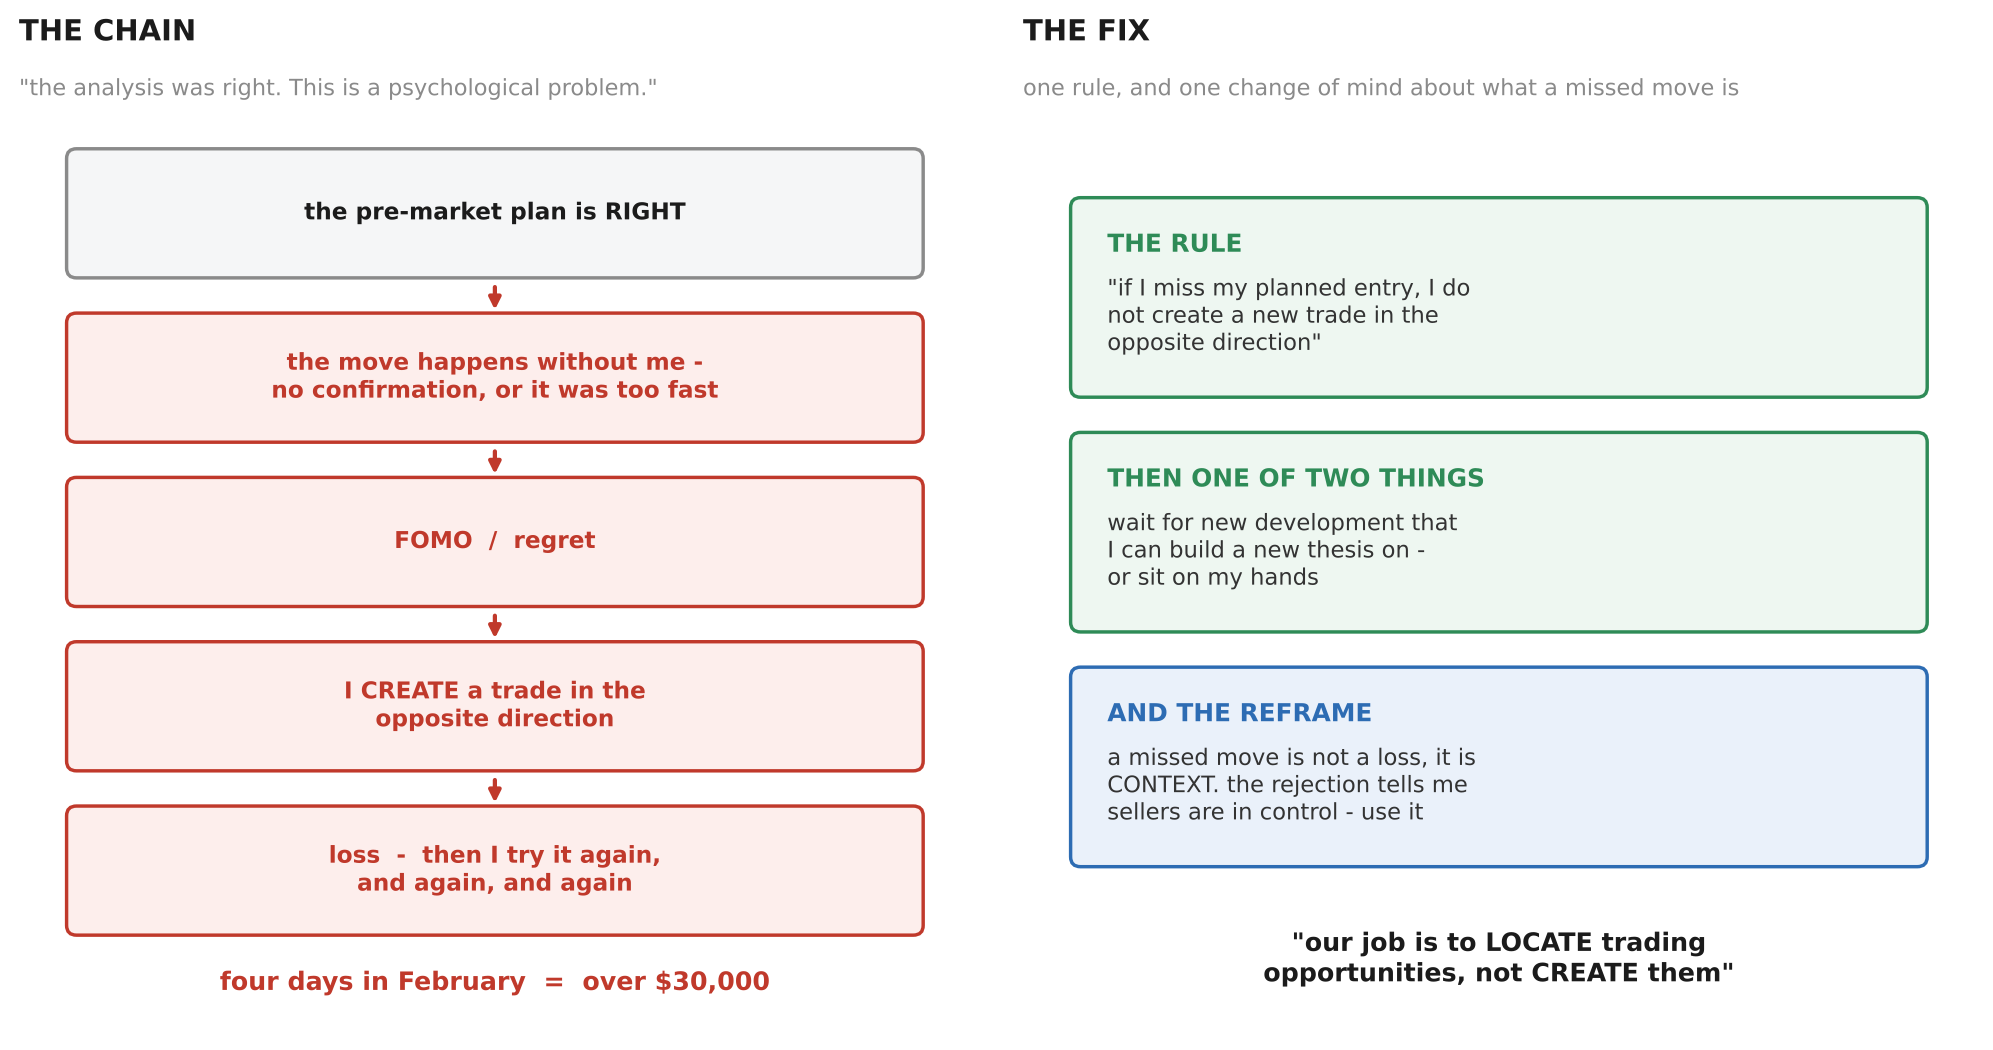 THE CHAIN
"the analysis was right. This is a psychological problem."
the pre-market plan is RIGHT
the move happens without me -
no confirmation, or it was too fast
FOMO / regret
I CREATE a trade in the
opposite direction
loss - then I try it again,
and again, and again
four days in February = over $30,000
THE FIX
one rule, and one change of mind about what a missed move is
THE RULE
"if I miss my planned entry, I do
not create a new trade in the
opposite direction"
THEN ONE OF TWO THINGS
wait for new development that
I can build a new thesis on -
or sit on my hands
AND THE REFRAME
a missed move is not a loss, it is
CONTEXT. the rejection tells me
sellers are in control - use it
"our job is to LOCATE trading
opportunities, not CREATE them"